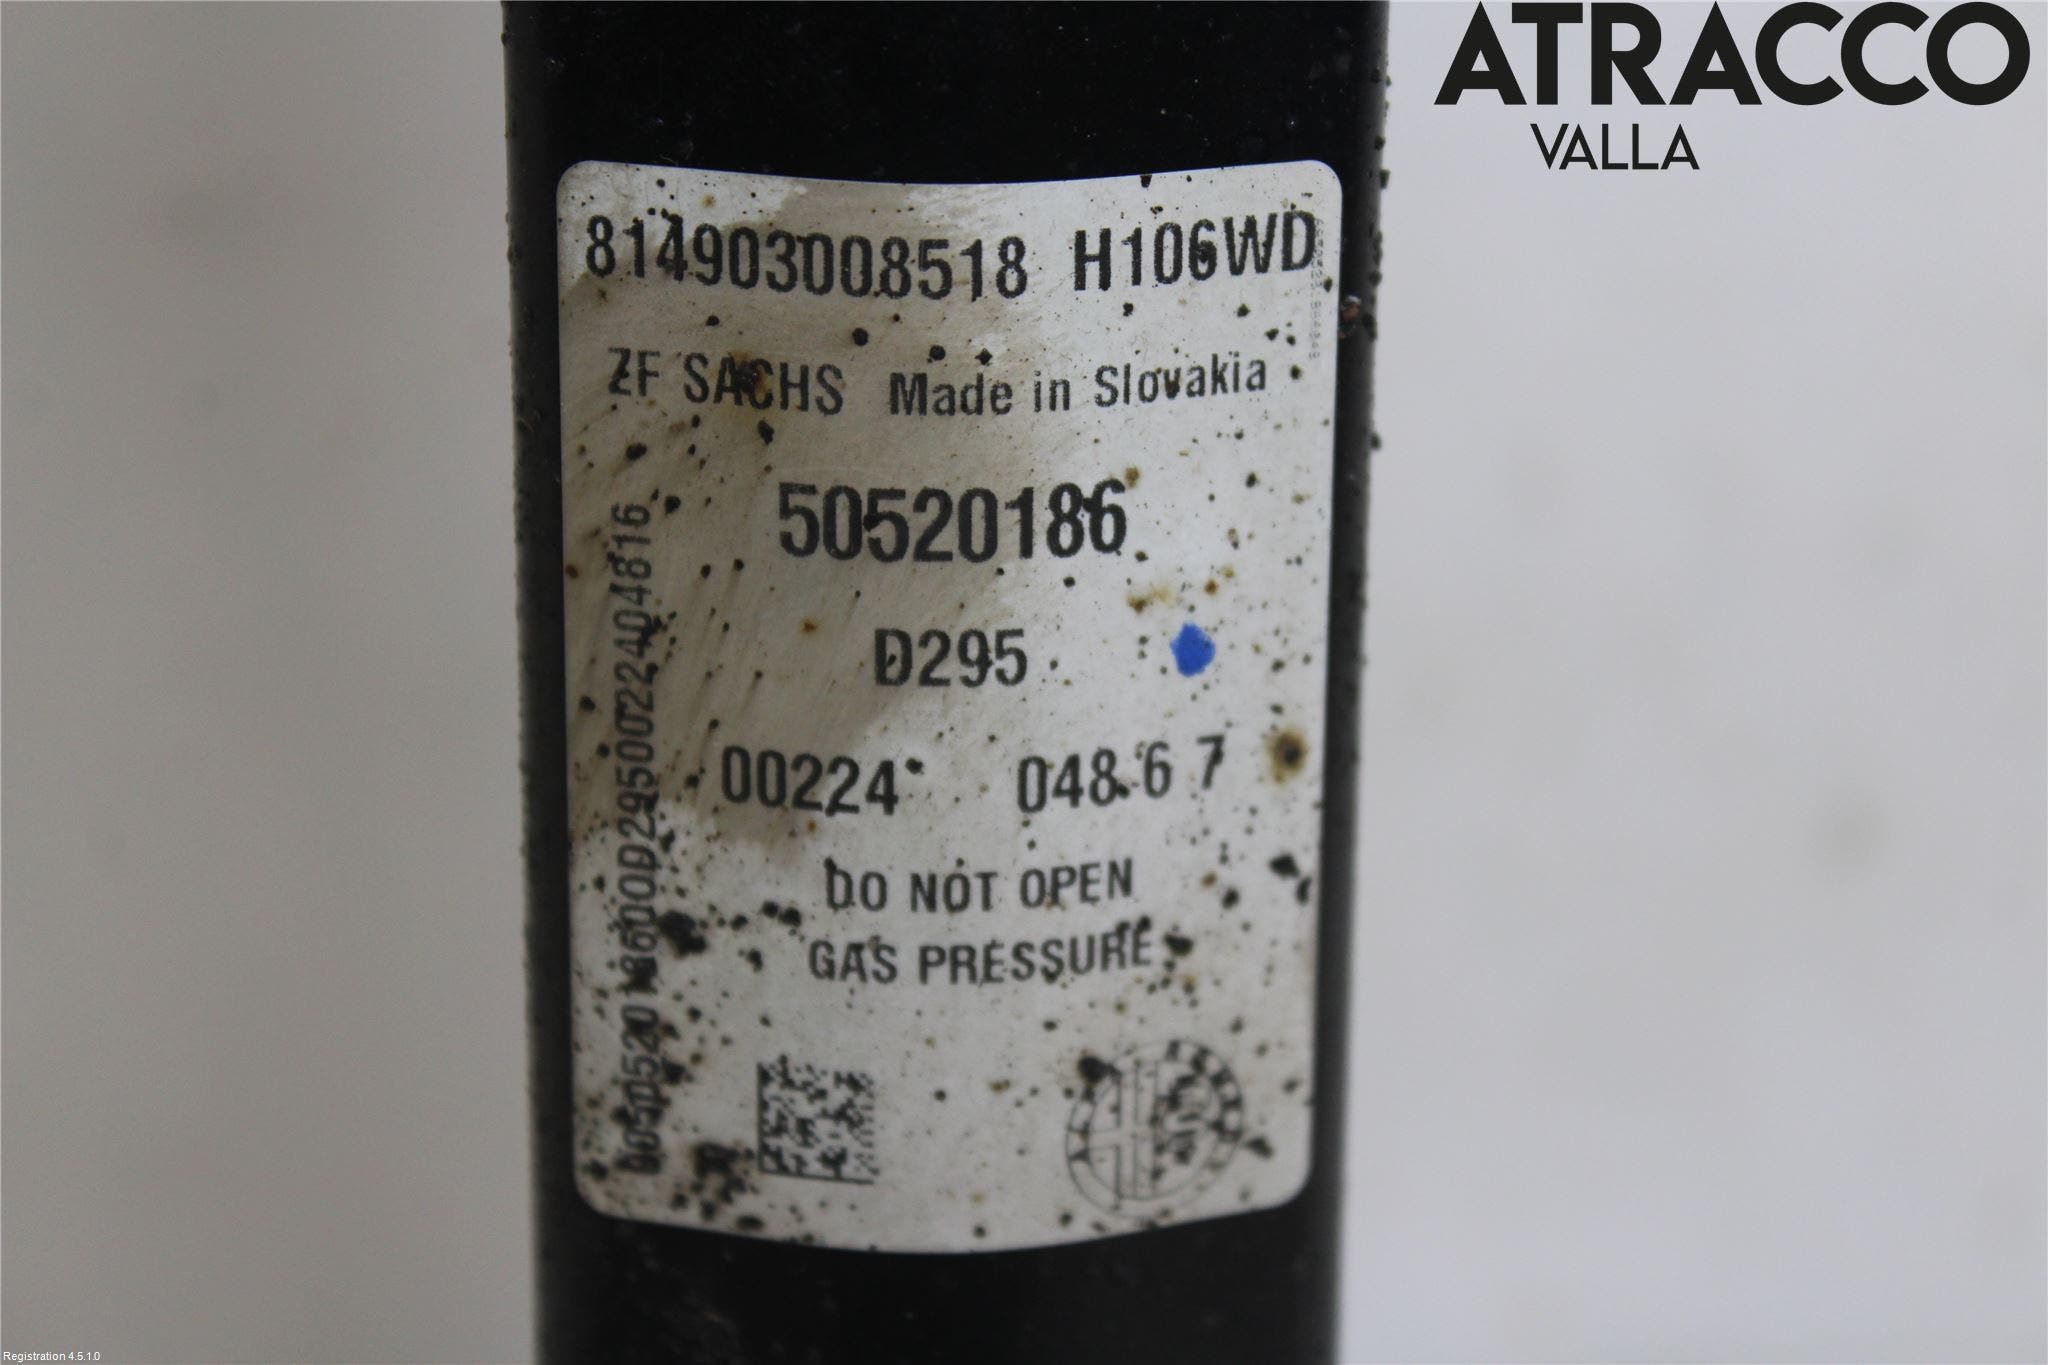 ATRACCO
VALLA
814903008518 H106WD
ZF SACHS Made in Slovakia
50520186
D295
00224 048 6 7
DO NOT OPEN
GAS PRESSURE
Registration 4.5.1.0